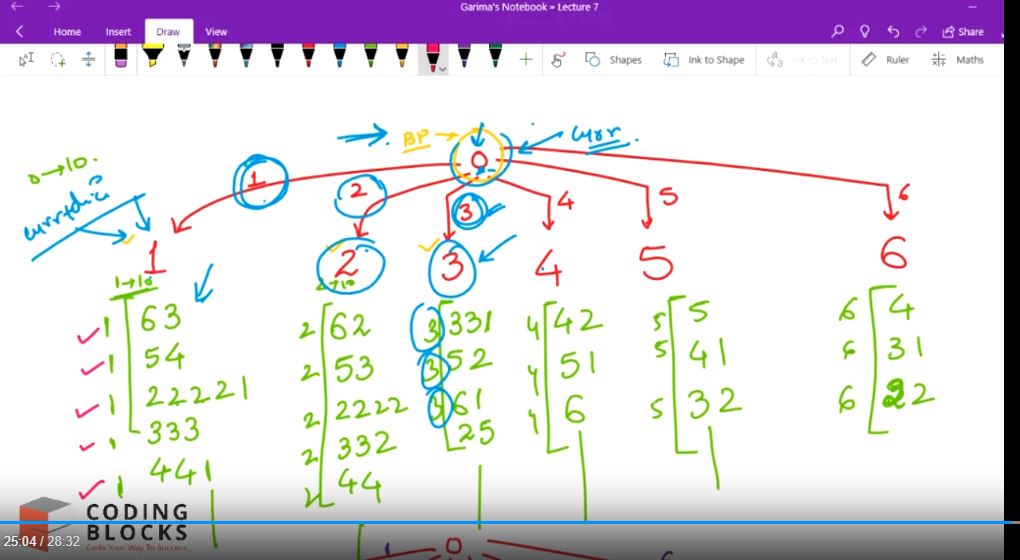 Garima's Notebook » Lecture 7
Home Insert Draw View Share
Shapes Ink to Shape Ink to Text Ruler Maths
BP curr
0→10.
0
curr+dice
1 2 3 4 5 6
1 2 3 4 5 6
1→10 2→10
1 63 2 62 3 331 4 42 5 5 6 4
1 54 2 53 3 52 4 51 5 41 6 31
1 22221 2 2222 3 61 4 6 5 32 6 22
1 333 2 332 25
1 441 2 44
CODING
BLOCKS
Code Your Way To Success
25:04 / 28:32
1 0 6